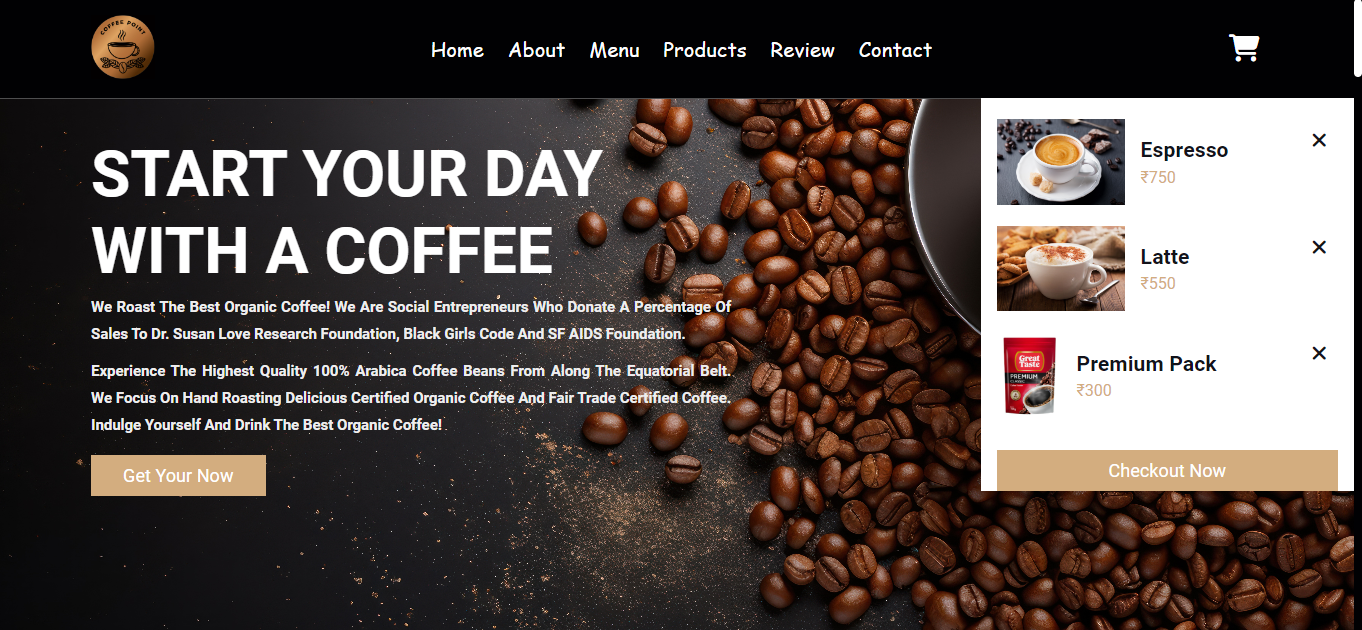 COFFEE POINT
Home About Menu Products Review Contact
START YOUR DAY
WITH A COFFEE
We Roast The Best Organic Coffee! We Are Social Entrepreneurs Who Donate A Percentage Of
Sales To Dr. Susan Love Research Foundation, Black Girls Code And SF AIDS Foundation.
Experience The Highest Quality 100% Arabica Coffee Beans From Along The Equatorial Belt.
We Focus On Hand Roasting Delicious Certified Organic Coffee And Fair Trade Certified Coffee.
Indulge Yourself And Drink The Best Organic Coffee!
Get Your Now
Espresso
₹750
Latte
₹550
Great
Taste
PREMIUM
CLASSIC
Premium Pack
₹300
Checkout Now